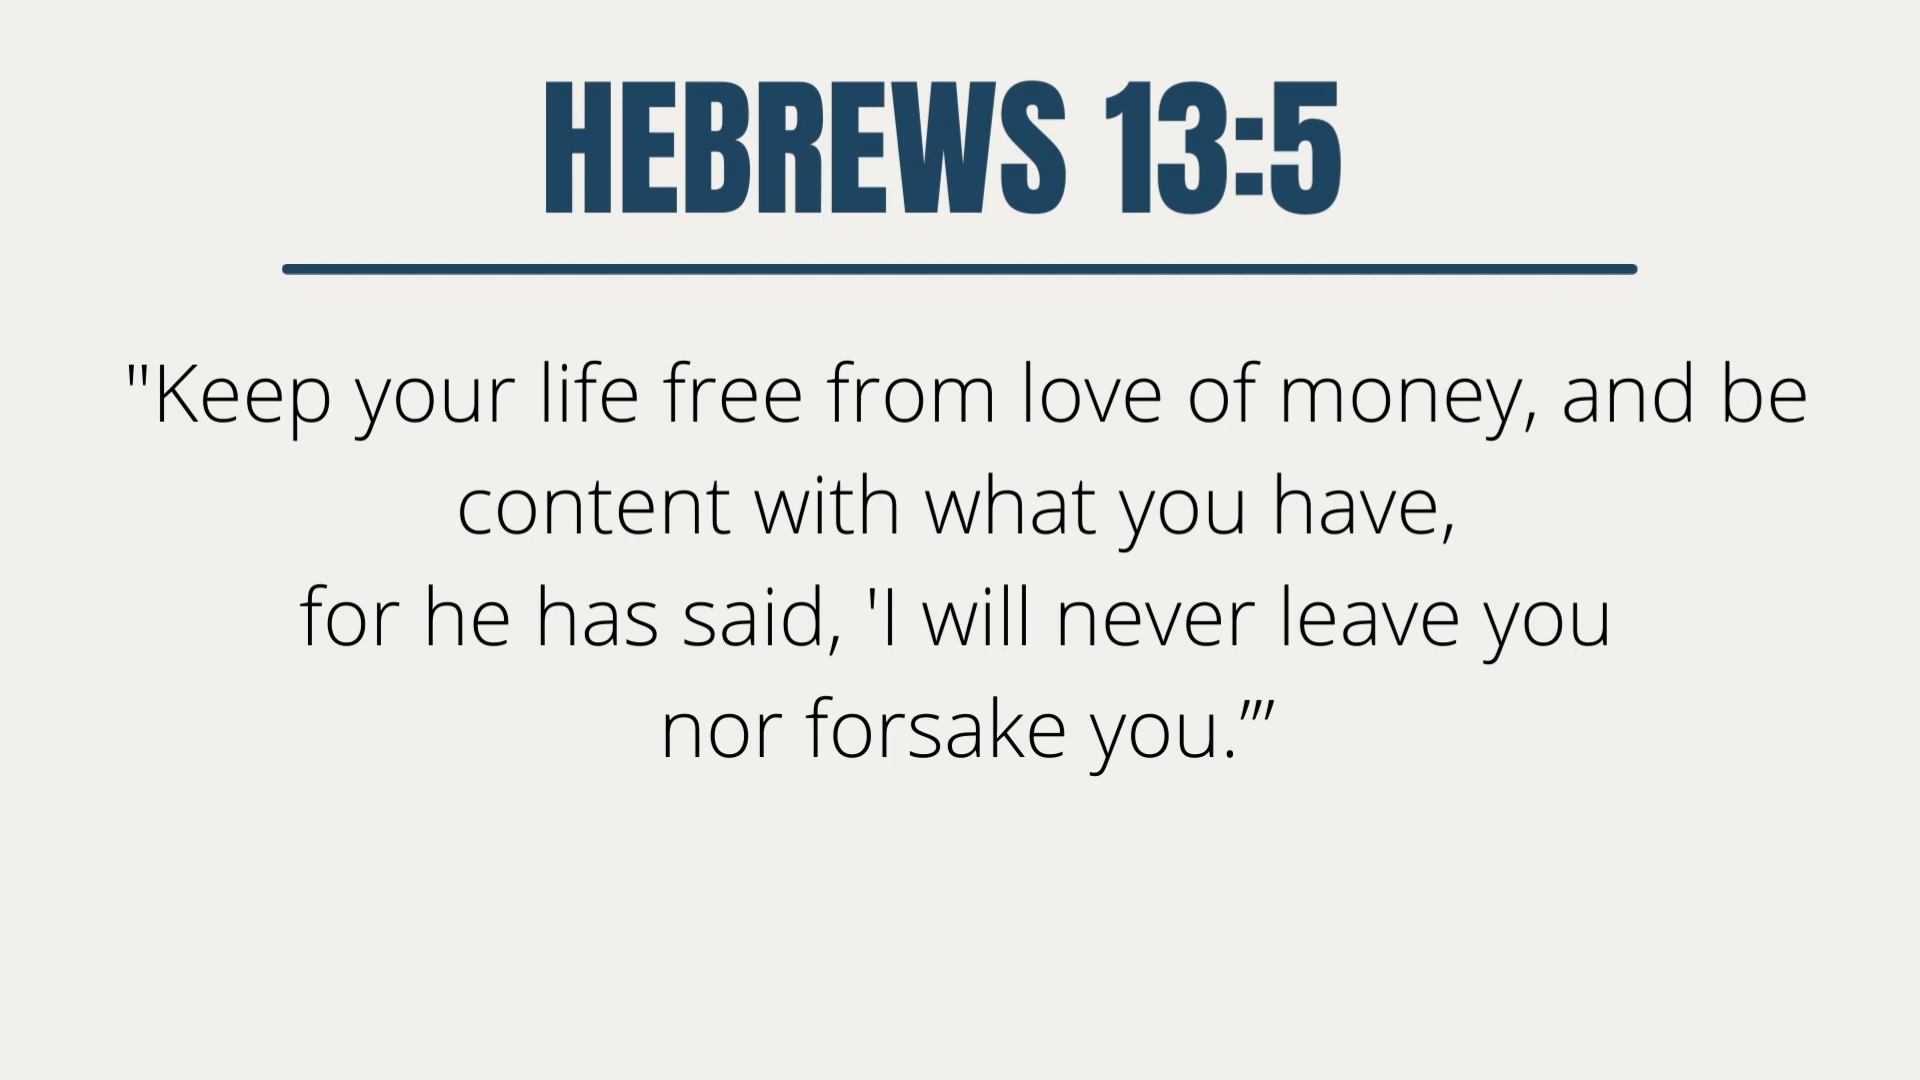 HEBREWS 13:5
"Keep your life free from love of money, and be
content with what you have,
for he has said, 'I will never leave you
nor forsake you.’”